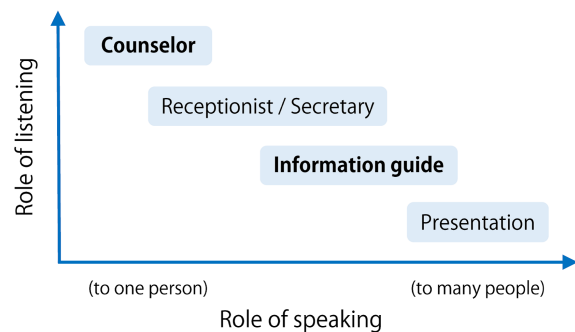 Counselor
Receptionist / Secretary
Information guide
Presentation
Role of listening
(to one person)
(to many people)
Role of speaking